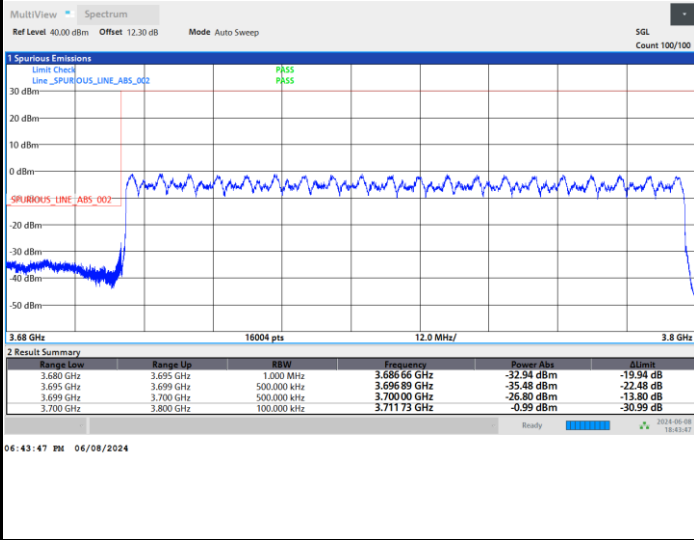 MultiView Spectrum
Ref Level 40.00 dBm Offset 12.30 dB Mode Auto Sweep SGL
Count 100/100
1 Spurious Emissions
Limit Check PASS
Line _SPURIOUS_LINE_ABS_002 PASS
30 dBm
20 dBm
10 dBm
0 dBm
_SPURIOUS_LINE_ABS_002
-20 dBm
-30 dBm
-40 dBm
-50 dBm
3.68 GHz 16004 pts 12.0 MHz/ 3.8 GHz
2 Result Summary
Range Low Range Up RBW Frequency Power Abs ΔLimit
3.680 GHz 3.695 GHz 1.000 MHz 3.686 66 GHz -32.94 dBm -19.94 dB
3.695 GHz 3.699 GHz 500.000 kHz 3.696 89 GHz -35.48 dBm -22.48 dB
3.699 GHz 3.700 GHz 500.000 kHz 3.700 00 GHz -26.80 dBm -13.80 dB
3.700 GHz 3.800 GHz 100.000 kHz 3.711 73 GHz -0.99 dBm -30.99 dB
Ready 2024-06-08
18:43:47
06:43:47 PM 06/08/2024